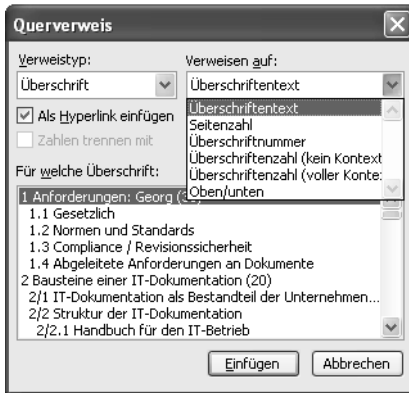 Querverweis
Verweistyp: Verweisen auf:
Überschrift Überschriftentext
Als Hyperlink einfügen
Zahlen trennen mit
Überschriftentext
Seitenzahl
Überschriftnummer
Überschriftenzahl (kein Kontext
Überschriftenzahl (voller Konte
Oben/unten
Für welche Überschrift:
1 Anforderungen: Georg (3
1.1 Gesetzlich
1.2 Normen und Standards
1.3 Compliance / Revisionssicherheit
1.4 Abgeleitete Anforderungen an Dokumente
2 Bausteine einer IT-Dokumentation (20)
2/1 IT-Dokumentation als Bestandteil der Unternehmen...
2/2 Struktur der IT-Dokumentation
2/2.1 Handbuch für den IT-Betrieb
Einfügen Abbrechen